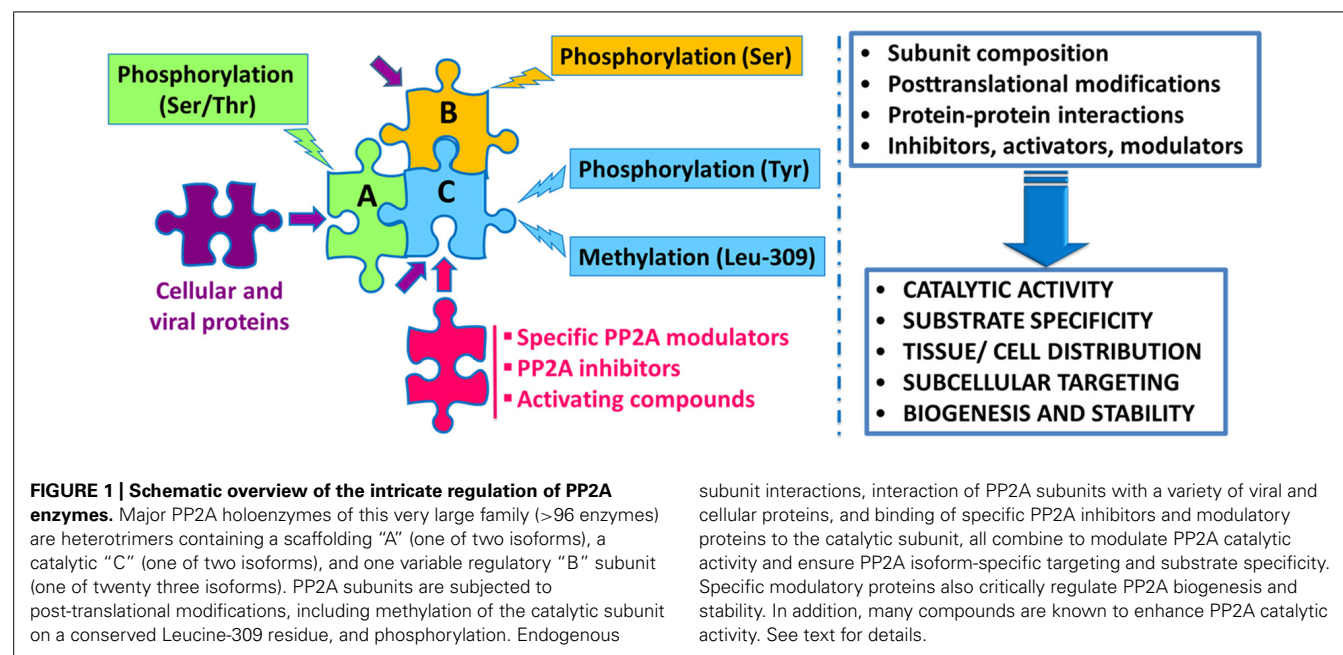 Phosphorylation
(Ser/Thr)
Phosphorylation (Ser)
B
A
C
Phosphorylation (Tyr)
Methylation (Leu-309)
Cellular and
viral proteins
▪ Specific PP2A modulators
▪ PP2A inhibitors
▪ Activating compounds
• Subunit composition
• Posttranslational modifications
• Protein-protein interactions
• Inhibitors, activators, modulators
• CATALYTIC ACTIVITY
• SUBSTRATE SPECIFICITY
• TISSUE/ CELL DISTRIBUTION
• SUBCELLULAR TARGETING
• BIOGENESIS AND STABILITY
FIGURE 1 | Schematic overview of the intricate regulation of PP2A
enzymes. Major PP2A holoenzymes of this very large family (>96 enzymes)
are heterotrimers containing a scaffolding “A” (one of two isoforms), a
catalytic “C” (one of two isoforms), and one variable regulatory “B” subunit
(one of twenty three isoforms). PP2A subunits are subjected to
post-translational modifications, including methylation of the catalytic subunit
on a conserved Leucine-309 residue, and phosphorylation. Endogenous
subunit interactions, interaction of PP2A subunits with a variety of viral and
cellular proteins, and binding of specific PP2A inhibitors and modulatory
proteins to the catalytic subunit, all combine to modulate PP2A catalytic
activity and ensure PP2A isoform-specific targeting and substrate specificity.
Specific modulatory proteins also critically regulate PP2A biogenesis and
stability. In addition, many compounds are known to enhance PP2A catalytic
activity. See text for details.